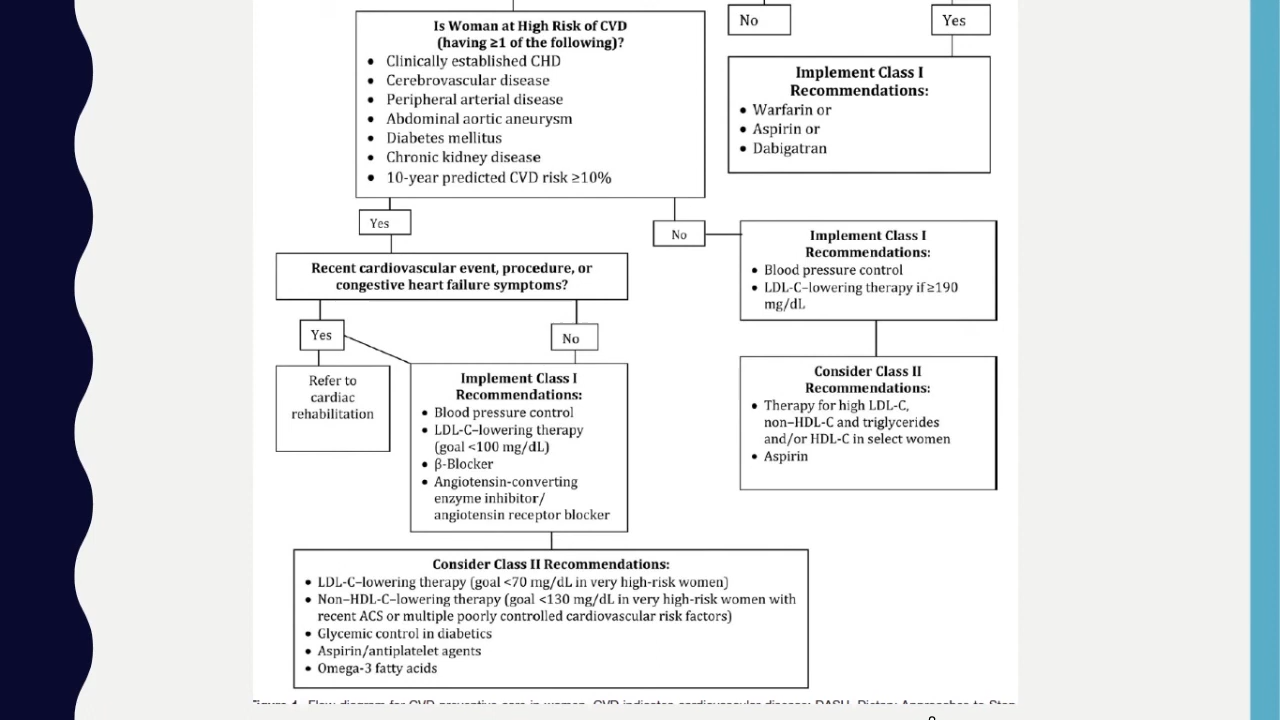 No
Yes
Is Woman at High Risk of CVD
(having ≥1 of the following)?
• Clinically established CHD
• Cerebrovascular disease
• Peripheral arterial disease
• Abdominal aortic aneurysm
• Diabetes mellitus
• Chronic kidney disease
• 10-year predicted CVD risk ≥10%
Implement Class I
Recommendations:
• Warfarin or
• Aspirin or
• Dabigatran
Yes
No
Implement Class I
Recommendations:
• Blood pressure control
• LDL-C–lowering therapy if ≥190
mg/dL
Recent cardiovascular event, procedure, or
congestive heart failure symptoms?
Yes
No
Refer to
cardiac
rehabilitation
Implement Class I
Recommendations:
• Blood pressure control
• LDL-C–lowering therapy
(goal <100 mg/dL)
• β-Blocker
• Angiotensin-converting
enzyme inhibitor/
angiotensin receptor blocker
Consider Class II
Recommendations:
• Therapy for high LDL-C,
non–HDL-C and triglycerides
and/or HDL-C in select women
• Aspirin
Consider Class II Recommendations:
• LDL-C–lowering therapy (goal <70 mg/dL in very high-risk women)
• Non–HDL-C–lowering therapy (goal <130 mg/dL in very high-risk women with
recent ACS or multiple poorly controlled cardiovascular risk factors)
• Glycemic control in diabetics
• Aspirin/antiplatelet agents
• Omega-3 fatty acids